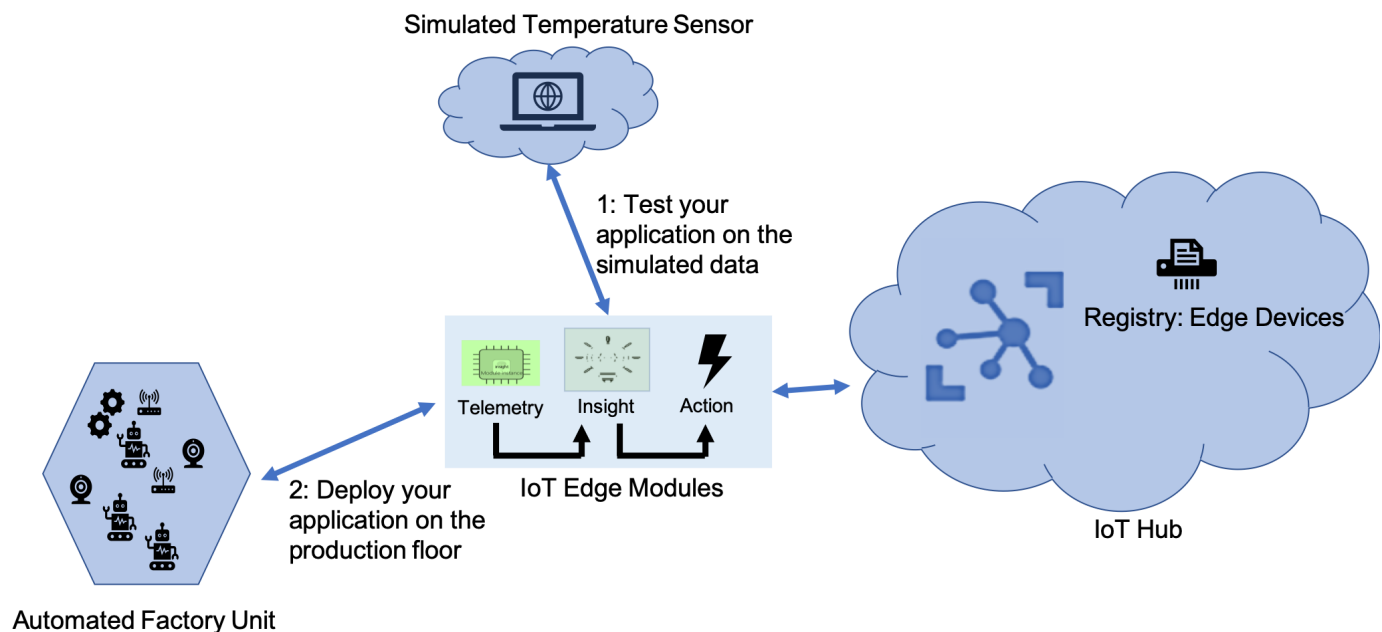 Simulated Temperature Sensor
1: Test your
application on the
simulated data
Registry: Edge Devices
Telemetry
Insight
Action
IoT Edge Modules
2: Deploy your
application on the
production floor
IoT Hub
Automated Factory Unit